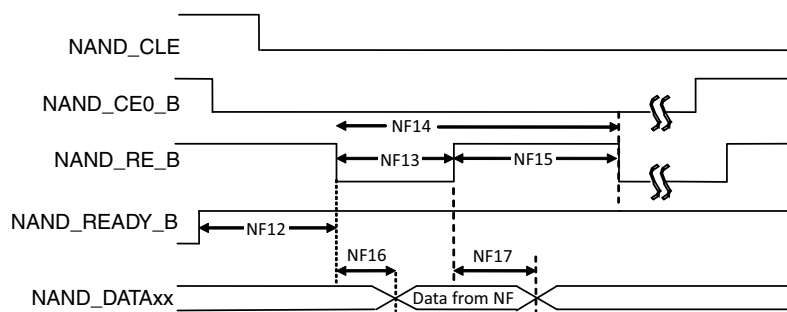 NAND_CLE
NAND_CE0_B
NF14
NAND_RE_B
NF13
NF15
NAND_READY_B
NF12
NF16
NF17
NAND_DATAxx
Data from NF